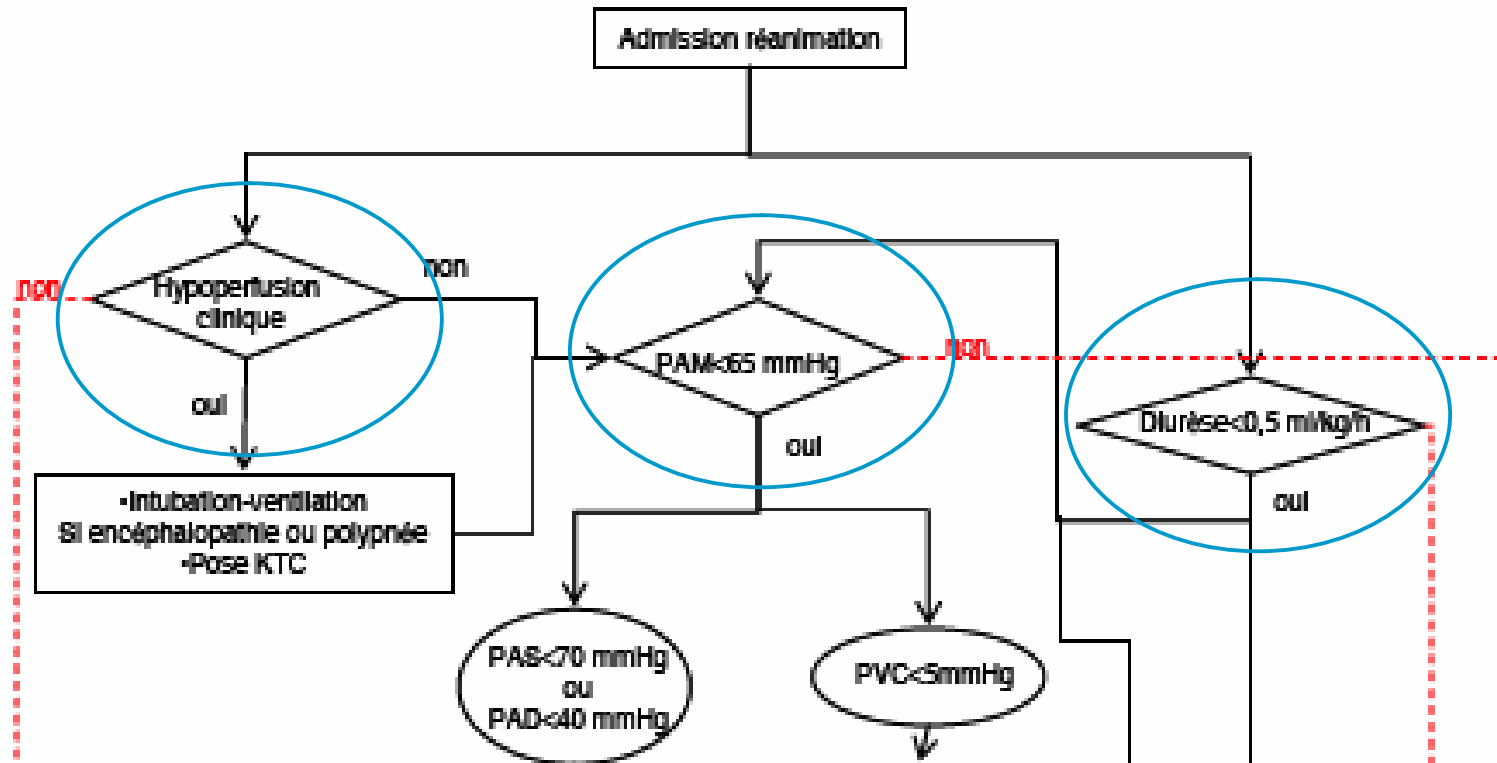 Admission réanimation
non
Hypoperfusion
clinique
non
oui
•Intubation-ventilation
Si encéphalopathie ou polypnée
•Pose KTC
PAM<65 mmHg
non
oui
PAS<70 mmHg
ou
PAD<40 mmHg
PVC<5mmHg
Diurèse<0,5 ml/kg/h
oui